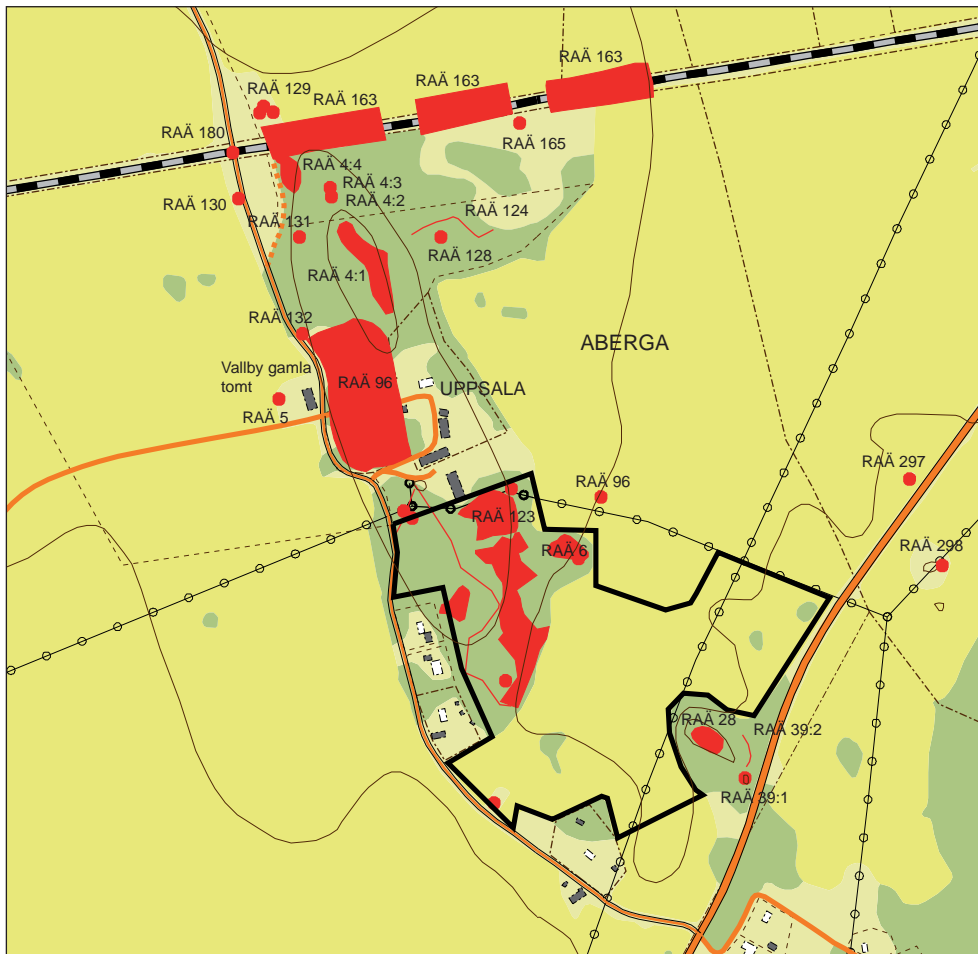 RAÄ 163
RAÄ 163
RAÄ 163
RAÄ 129
RAÄ 180
RAÄ 165
RAÄ 4:4
RAÄ 4:3
RAÄ 4:2
RAÄ 130
RAÄ 131
RAÄ 124
RAÄ 128
RAÄ 4:1
RAÄ 132
ABERGA
Vallby gamla
tomt
RAÄ 96
UPPSALA
RAÄ 5
RAÄ 297
RAÄ 96
RAÄ 123
RAÄ 6
RAÄ 298
RAÄ 28
RAÄ 39:2
RAÄ 39:1